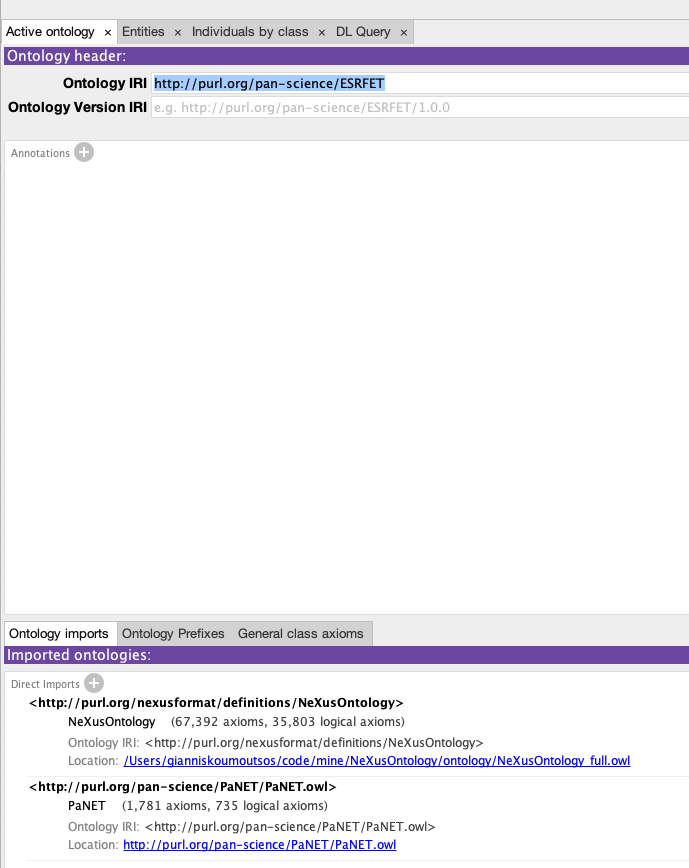 Active ontology × Entities × Individuals by class × DL Query ×
Ontology header:
Ontology IRI http://purl.org/pan-science/ESRFET
Ontology Version IRI e.g. http://purl.org/pan-science/ESRFET/1.0.0
Annotations
Ontology imports Ontology Prefixes General class axioms
Imported ontologies:
Direct Imports
<http://purl.org/nexusformat/definitions/NeXusOntology>
NeXusOntology (67,392 axioms, 35,803 logical axioms)
Ontology IRI: <http://purl.org/nexusformat/definitions/NeXusOntology>
Location: /Users/gianniskoumoutsos/code/mine/NeXusOntology/ontology/NeXusOntology_full.owl
<http://purl.org/pan-science/PaNET/PaNET.owl>
PaNET (1,781 axioms, 735 logical axioms)
Ontology IRI: <http://purl.org/pan-science/PaNET/PaNET.owl>
Location: http://purl.org/pan-science/PaNET/PaNET.owl